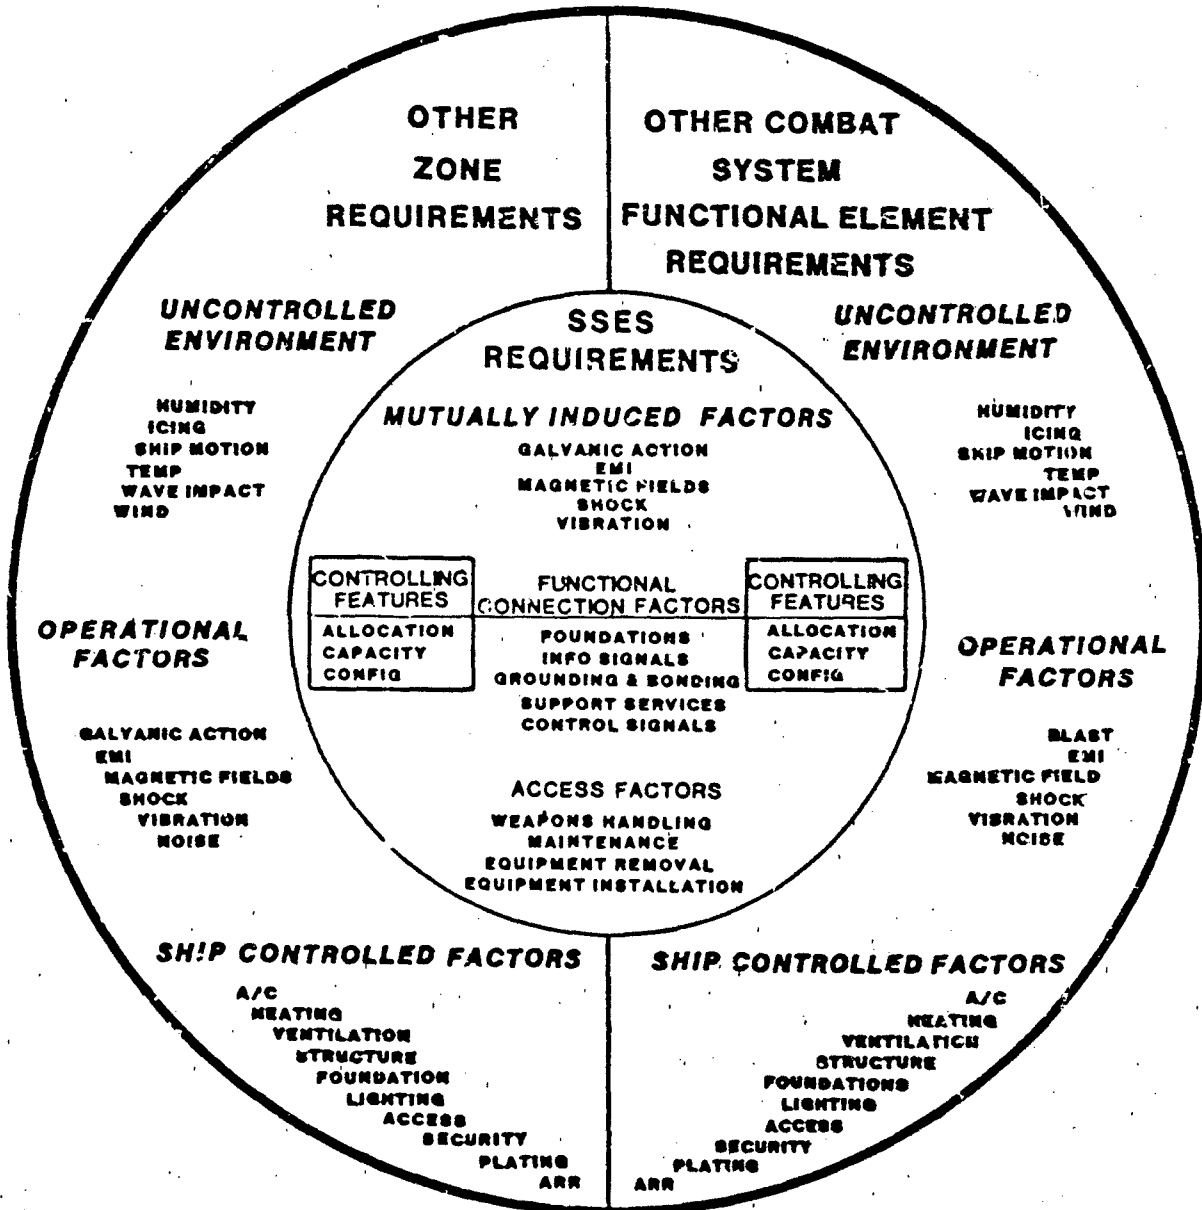 OTHER
ZONE
REQUIREMENTS
OTHER COMBAT
SYSTEM
FUNCTIONAL ELEMENT
REQUIREMENTS
UNCONTROLLED
ENVIRONMENT
HUMIDITY
ICING
SHIP MOTION
TEMP
WAVE IMPACT
WIND
OPERATIONAL
FACTORS
GALVANIC ACTION
EMI
MAGNETIC FIELDS
SHOCK
VIBRATION
NOISE
SHIP CONTROLLED FACTORS
A/C
HEATING
VENTILATION
STRUCTURE
FOUNDATION
LIGHTING
ACCESS
SECURITY
PLATING
ARR
SSES
REQUIREMENTS
MUTUALLY INDUCED FACTORS
GALVANIC ACTION
EMI
MAGNETIC FIELDS
SHOCK
VIBRATION
CONTROLLING
FEATURES
ALLOCATION
CAPACITY
CONFIG
FUNCTIONAL
CONNECTION FACTORS
FOUNDATIONS
INFO SIGNALS
GROUNDING & BONDING
SUPPORT SERVICES
CONTROL SIGNALS
CONTROLLING
FEATURES
ALLOCATION
CAPACITY
CONFIG
ACCESS FACTORS
WEAPONS HANDLING
MAINTENANCE
EQUIPMENT REMOVAL
EQUIPMENT INSTALLATION
UNCONTROLLED
ENVIRONMENT
HUMIDITY
ICING
SHIP MOTION
TEMP
WAVE IMPACT
WIND
OPERATIONAL
FACTORS
BLAST
EMI
MAGNETIC FIELD
SHOCK
VIBRATION
NOISE
SHIP CONTROLLED FACTORS
A/C
HEATING
VENTILATION
STRUCTURE
FOUNDATIONS
LIGHTING
ACCESS
SECURITY
PLATING
ARR